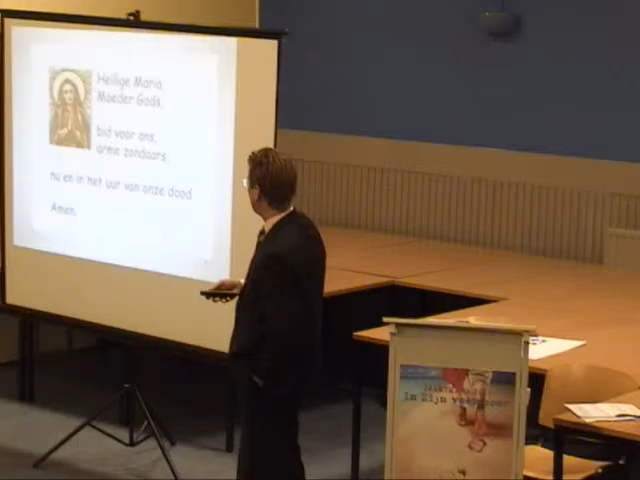 Heilige Maria,
Moeder Gods,
bid voor ons,
arme zondaars,
nu en in het uur van onze dood.
Amen.
In Zijn voetspoor